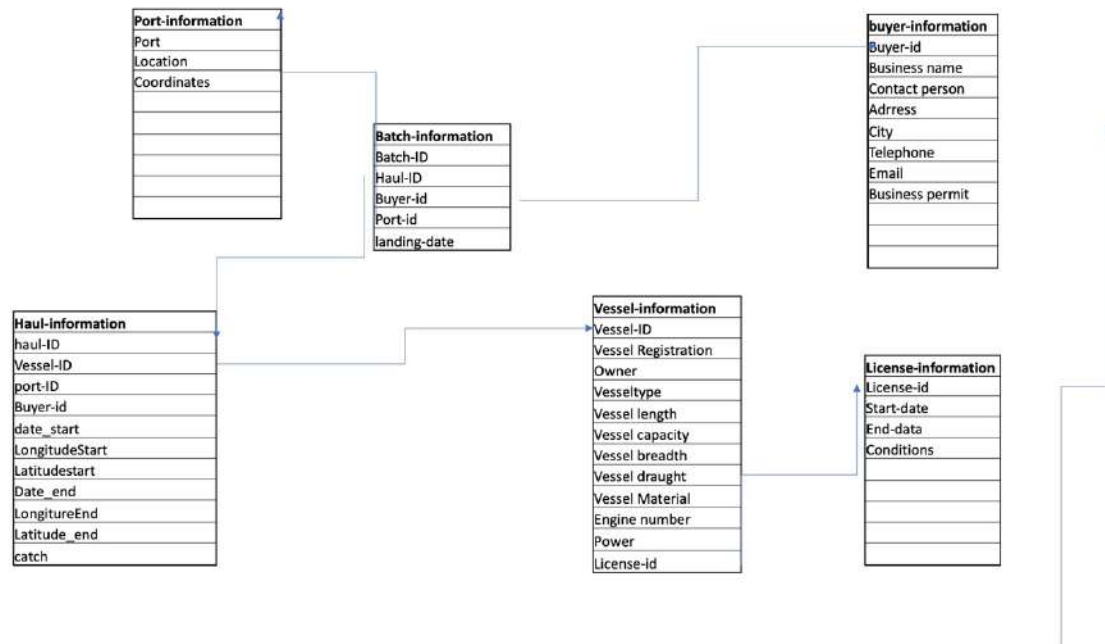 Port-information
Port
Location
Coordinates
buyer-information
Buyer-id
Business name
Contact person
Adrress
City
Telephone
Email
Business permit
Batch-information
Batch-ID
Haul-ID
Buyer-id
Port-id
landing-date
Haul-information
haul-ID
Vessel-ID
port-ID
Buyer-id
date_start
LongitudeStart
Latitudestart
Date_end
LongitureEnd
Latitude_end
catch
Vessel-information
Vessel-ID
Vessel Registration
Owner
Vesseltype
Vessel length
Vessel capacity
Vessel breadth
Vessel draught
Vessel Material
Engine number
Power
License-id
License-information
License-id
Start-date
End-data
Conditions